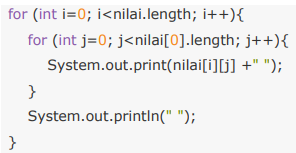 for (int i=0; i<nilai.length; i++){
for (int j=0; j<nilai[0].length; j++){
System.out.print(nilai[i][j] +" ");
}
System.out.println(" ");
}